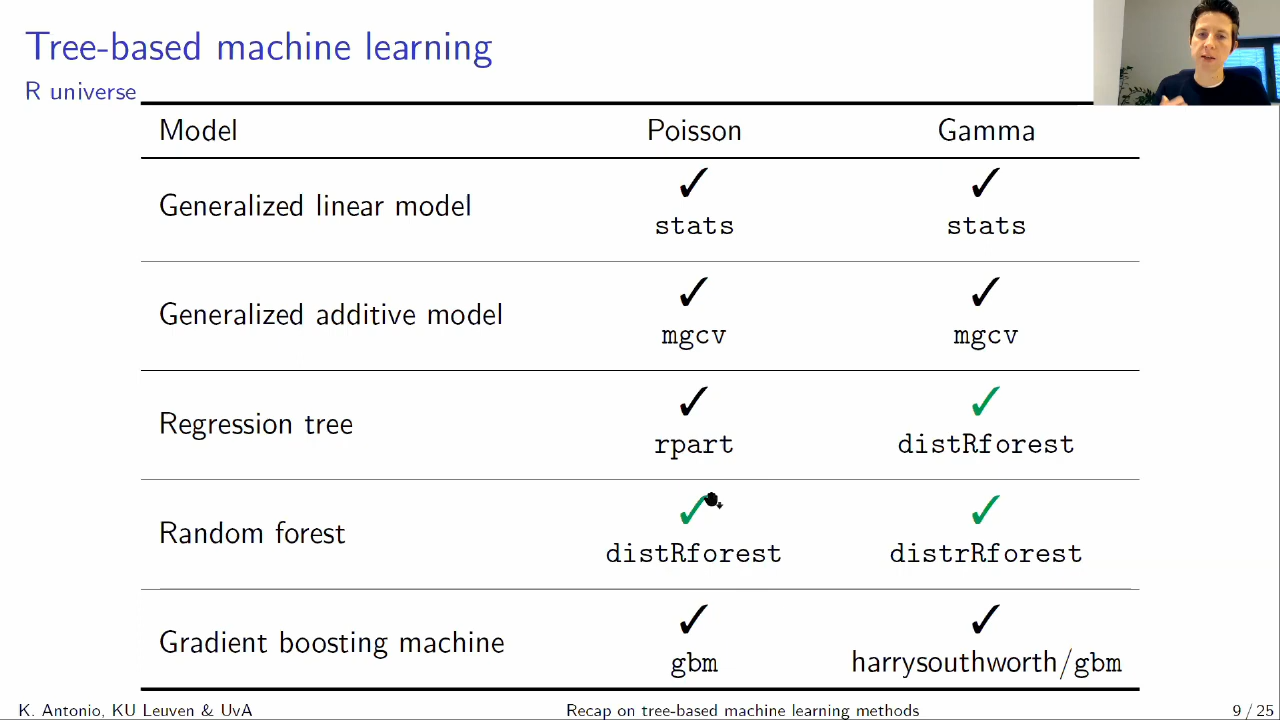 Tree-based machine learning
R universe
Model Poisson Gamma
✓ ✓
Generalized linear model
stats stats
✓ ✓
Generalized additive model
mgcv mgcv
✓ ✓
Regression tree
rpart distRforest
✓ ✓
Random forest
distRforest distrRforest
✓ ✓
Gradient boosting machine
gbm harrysouthworth/gbm
K. Antonio, KU Leuven & UvA Recap on tree-based machine learning methods 9 / 25